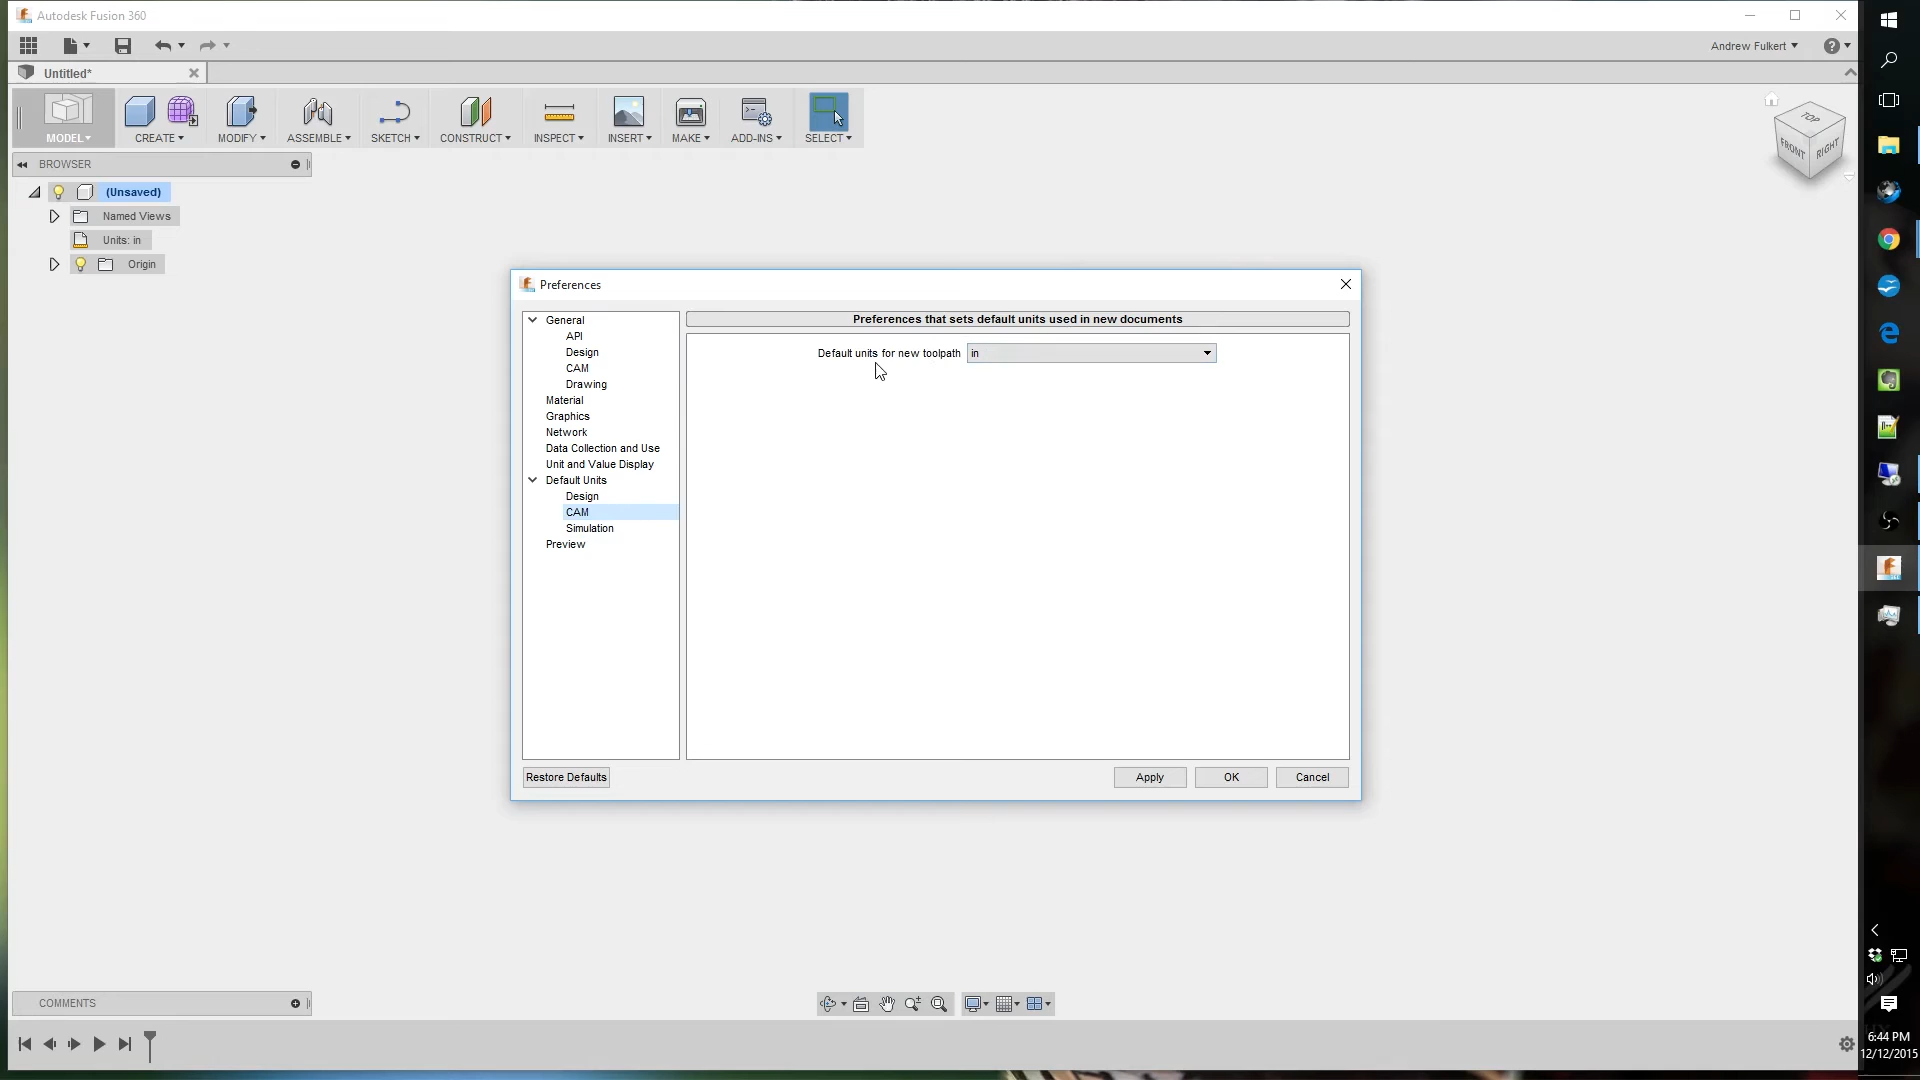 Autodesk Fusion 360
Andrew Fulkert
?
Untitled*
MODEL
CREATE
MODIFY
ASSEMBLE
SKETCH
CONSTRUCT
INSPECT
INSERT
MAKE
ADD-INS
SELECT
TOP
FRONT
RIGHT
BROWSER
(Unsaved)
Named Views
Units: in
Origin
Preferences
General
API
Design
CAM
Drawing
Material
Graphics
Network
Data Collection and Use
Unit and Value Display
Default Units
Design
CAM
Simulation
Preview
Preferences that sets default units used in new documents
Default units for new toolpath in
Restore Defaults
Apply
OK
Cancel
COMMENTS
6:44 PM
12/12/2015